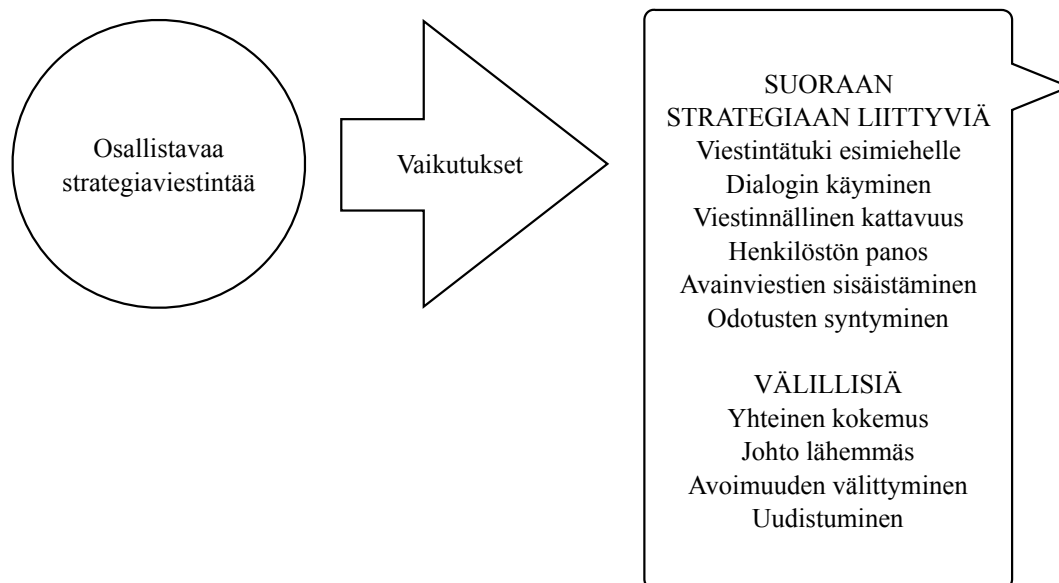 Osallistavaa
strategiaviestintää
Vaikutukset
SUORAAN
STRATEGIAAN LIITTYVIÄ
Viestintätuki esimiehelle
Dialogin käyminen
Viestinnällinen kattavuus
Henkilöstön panos
Avainviestien sisäistäminen
Odotusten syntyminen
VÄLILLISIÄ
Yhteinen kokemus
Johto lähemmäs
Avoimuuden välittyminen
Uudistuminen